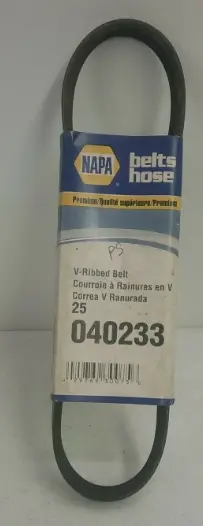 NAPA
belts
hose
Premium/Qualité supérieure/Premium
PS
V-Ribbed Belt
Courroie à Rainures en V
Correa V Ranurada
25
040233